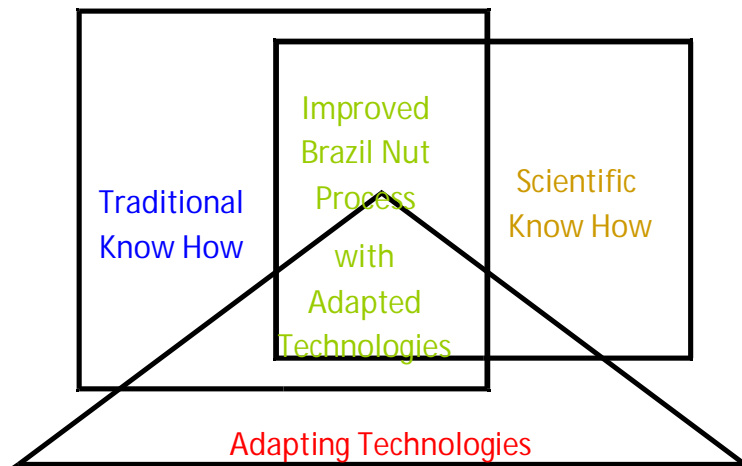 Traditional
Know How
Improved
Brazil Nut
Process
with
Adapted
Technologies
Scientific
Know How
Adapting Technologies